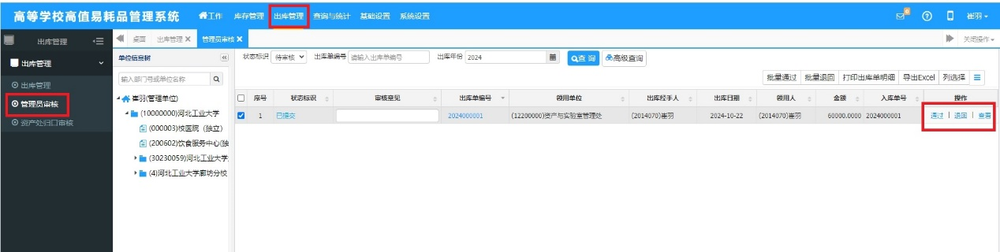 高等学校高值易耗品管理系统 工作 库存管理 出库管理 查询与统计 基础设置 系统设置 0 崔羽
出库管理 桌面 出库管理 管理员审核 关闭操作
出库管理
出库管理
管理员审核
资产处归口审核
单位信息树
输入部门号或单位名称
崔羽(管理单位)
(10000000)河北工业大学
(000003)校医院（独立）
(200602)饮食服务中心(独
(30230059)河北工业大学
(4)河北工业大学廊坊分校
状态标识 待审核 出库单编号 请输入出库单编号 出库年份 2024 查 询 高级查询
批量通过 批量退回 打印出库单明细 导出Excel 列选择
序号 状态标识 审核意见 出库单编号 领用单位 出库经手人 出库日期 领用人 金额 入库单号 操作
1 已提交 2024000001 (12200000)资产与实验室管理处 (2014070)崔羽 2024-10-22 (2014070)崔羽 60000.0000 2024000001 通过 | 退回 | 查看